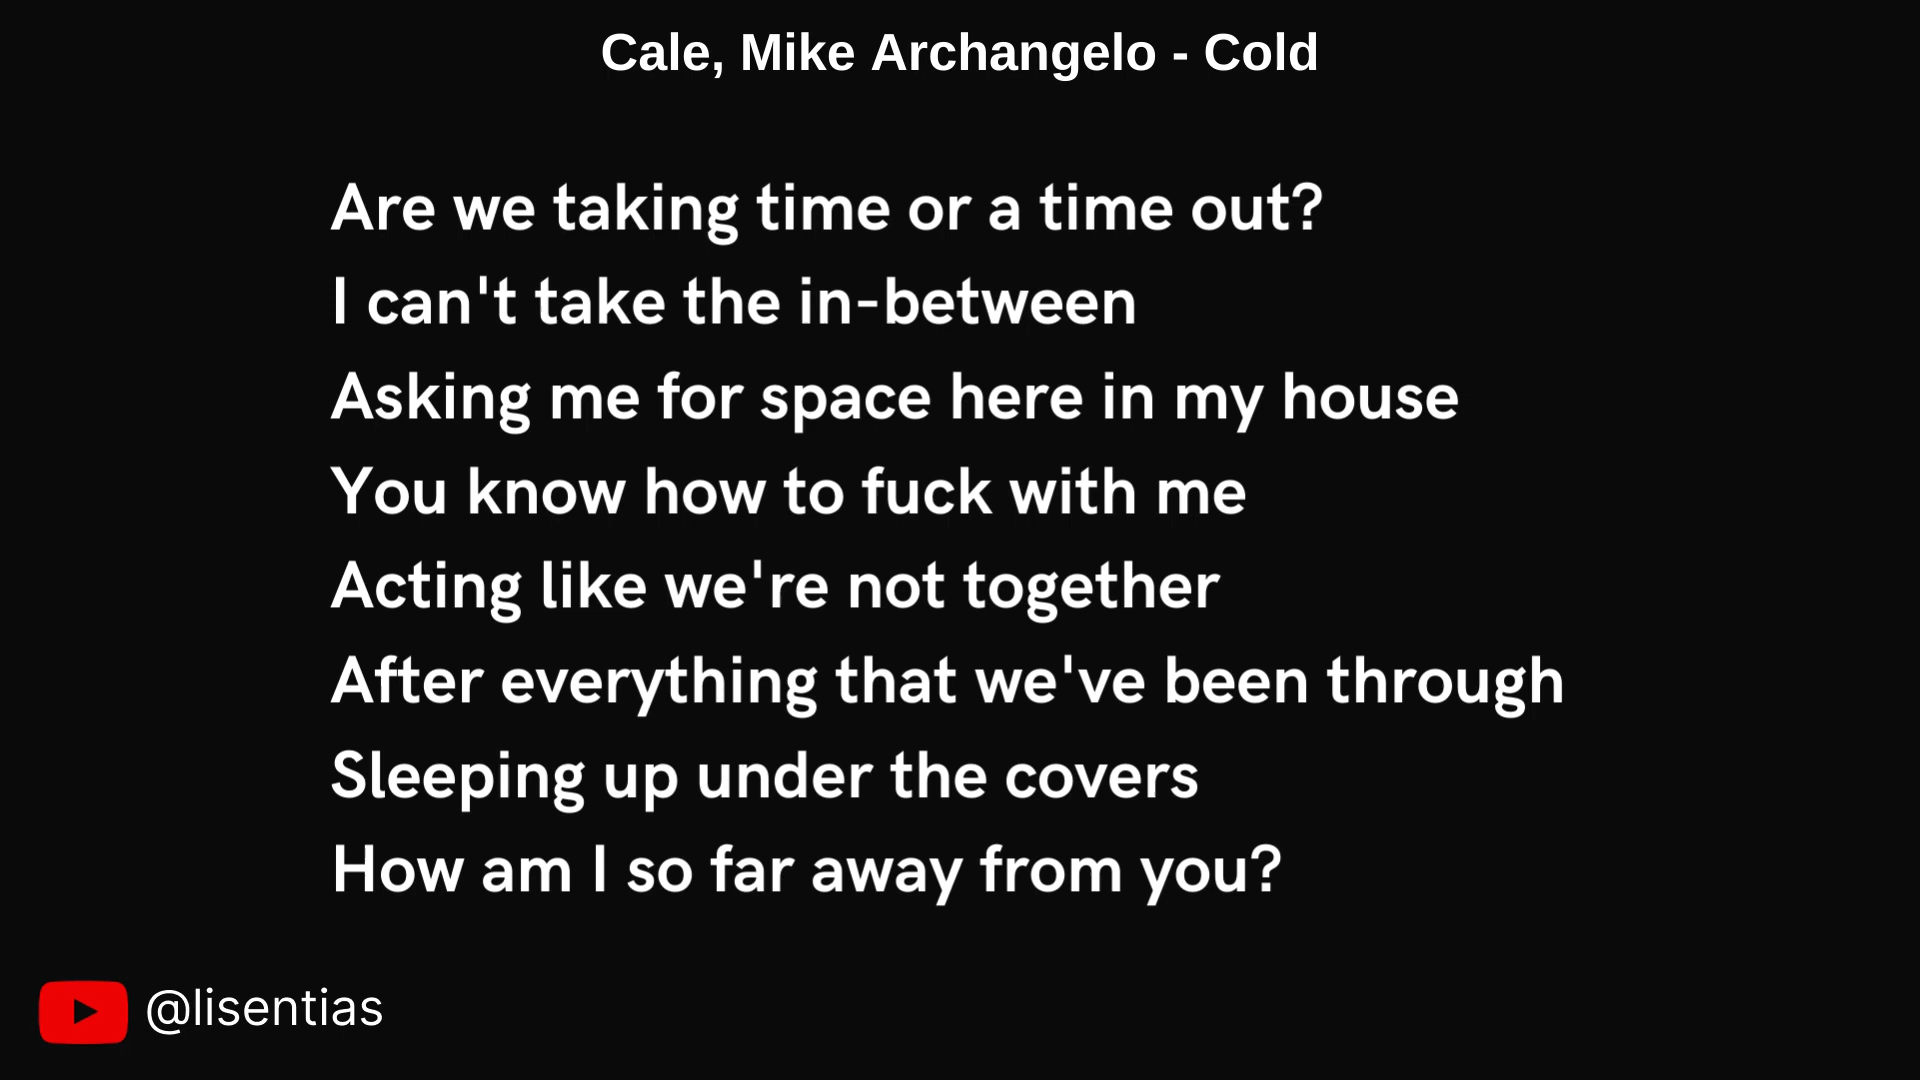 Cale, Mike Archangelo - Cold
Are we taking time or a time out?
I can't take the in-between
Asking me for space here in my house
You know how to fuck with me
Acting like we're not together
After everything that we've been through
Sleeping up under the covers
How am I so far away from you?
@lisentias